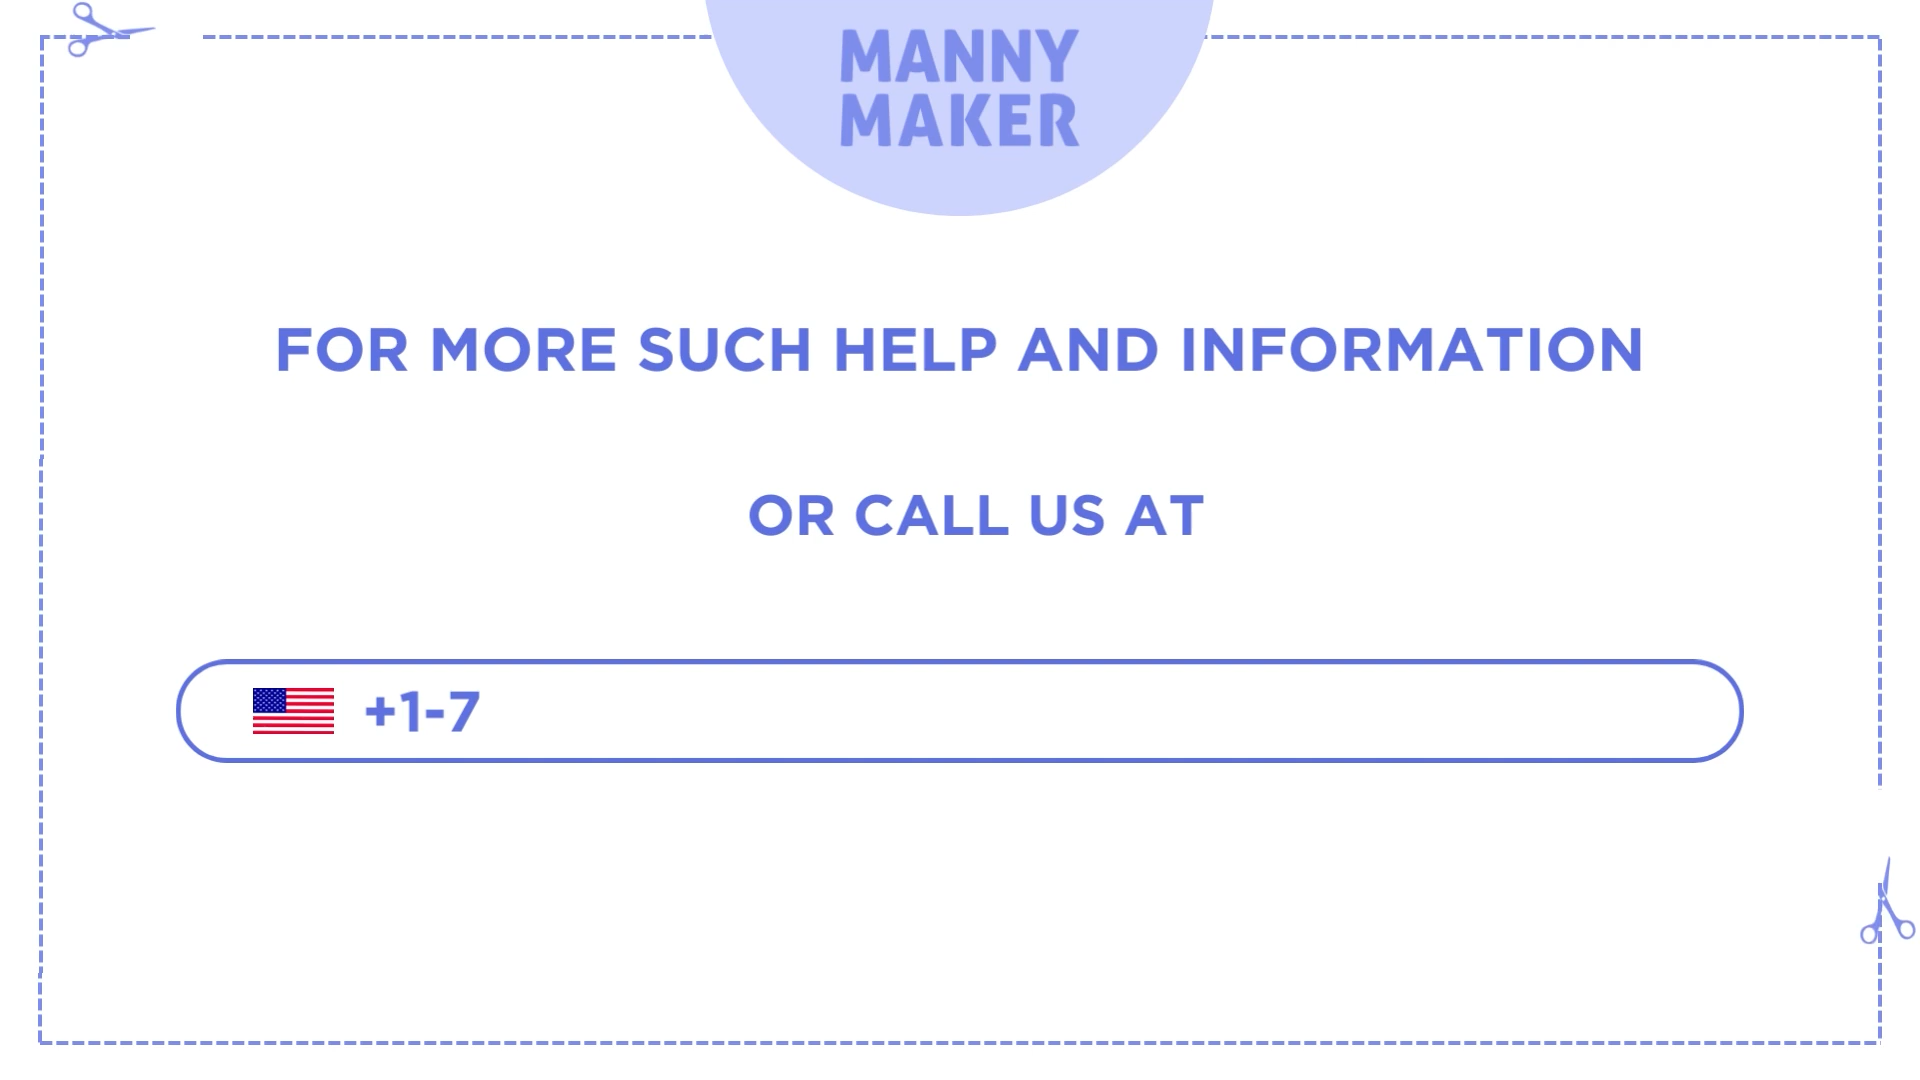 MANNY
MAKER
FOR MORE SUCH HELP AND INFORMATION
OR CALL US AT
+1-7